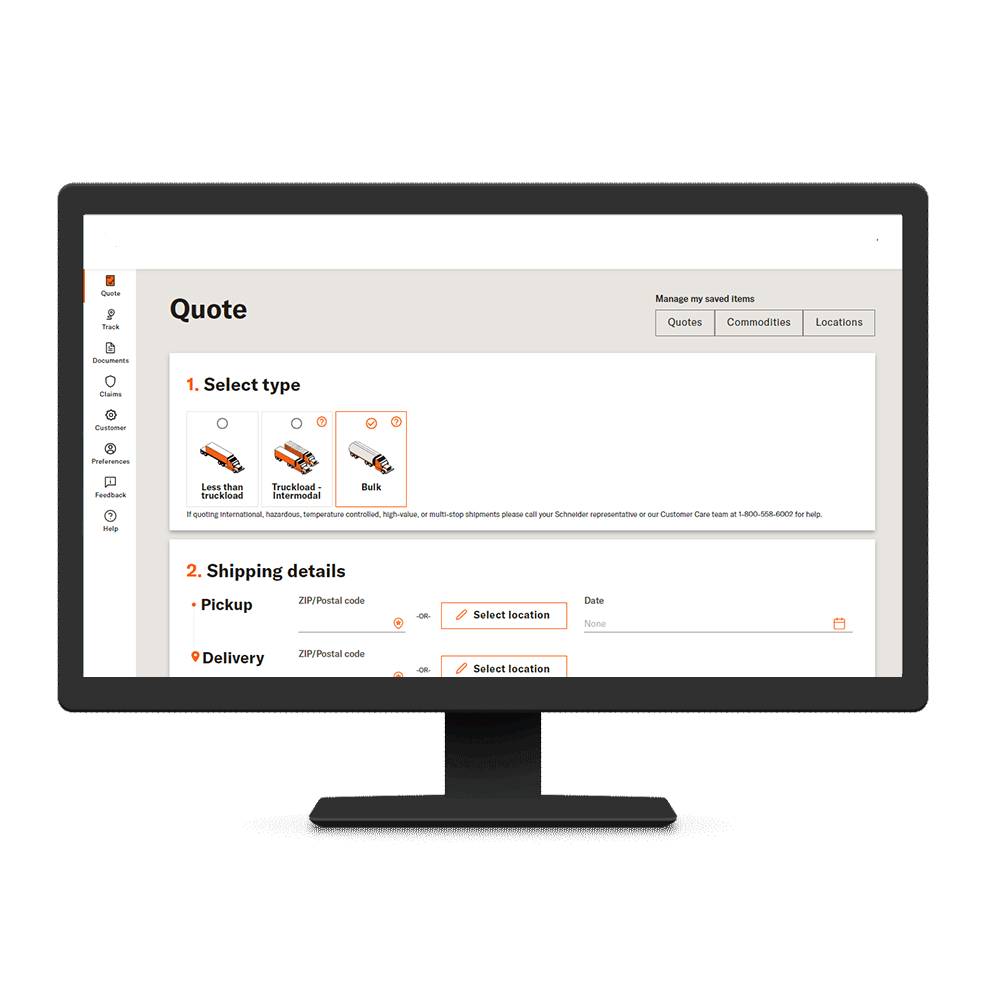 Quote
Track
Documents
Claims
Customer
Preferences
Feedback
Help
Quote
Manage my saved items
Quotes
Commodities
Locations
1. Select type
Less than
truckload
Truckload -
Intermodal
Bulk
If quoting international, hazardous, temperature controlled, high-value, or multi-stop shipments please call your Schneider representative or our Customer Care team at 1-800-558-6002 for help.
2. Shipping details
Pickup
ZIP/Postal code
-OR-
Select location
Date
None
Delivery
ZIP/Postal code
-OR-
Select location